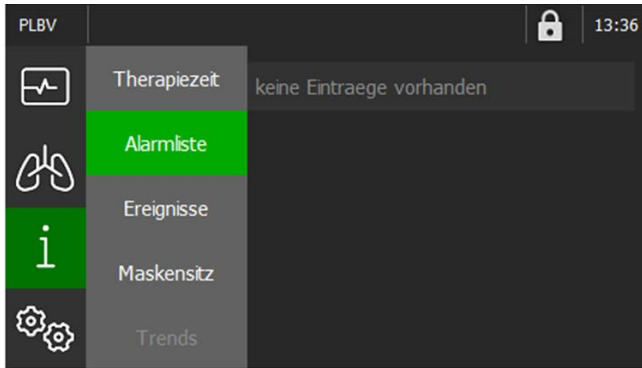 PLBV
13:36
Therapiezeit
keine Eintraege vorhanden
Alarmliste
Ereignisse
Maskensitz
Trends